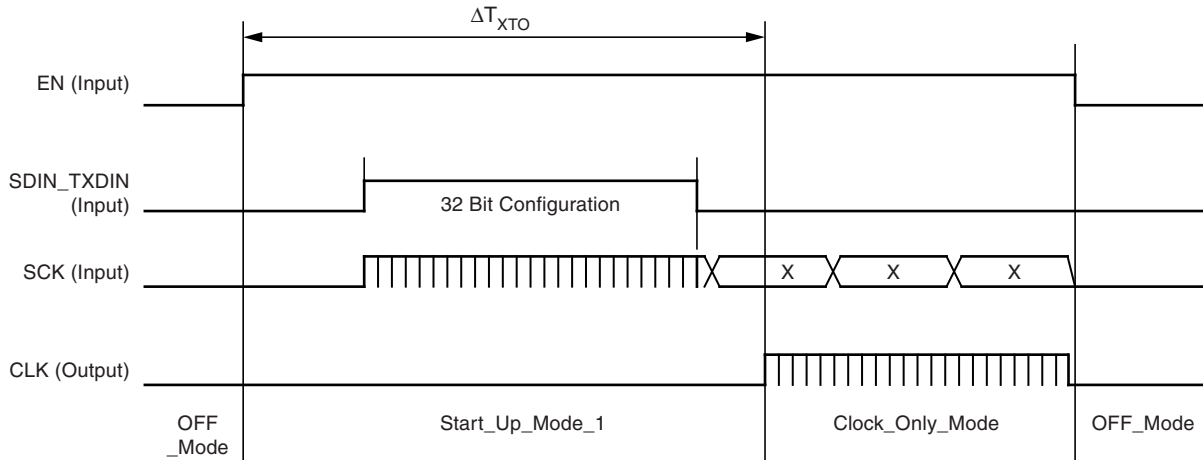 ΔT_XTO
EN (Input)
SDIN_TXDIN
(Input)
32 Bit Configuration
SCK (Input)
X X X
CLK (Output)
OFF
_Mode
Start_Up_Mode_1
Clock_Only_Mode
OFF_Mode